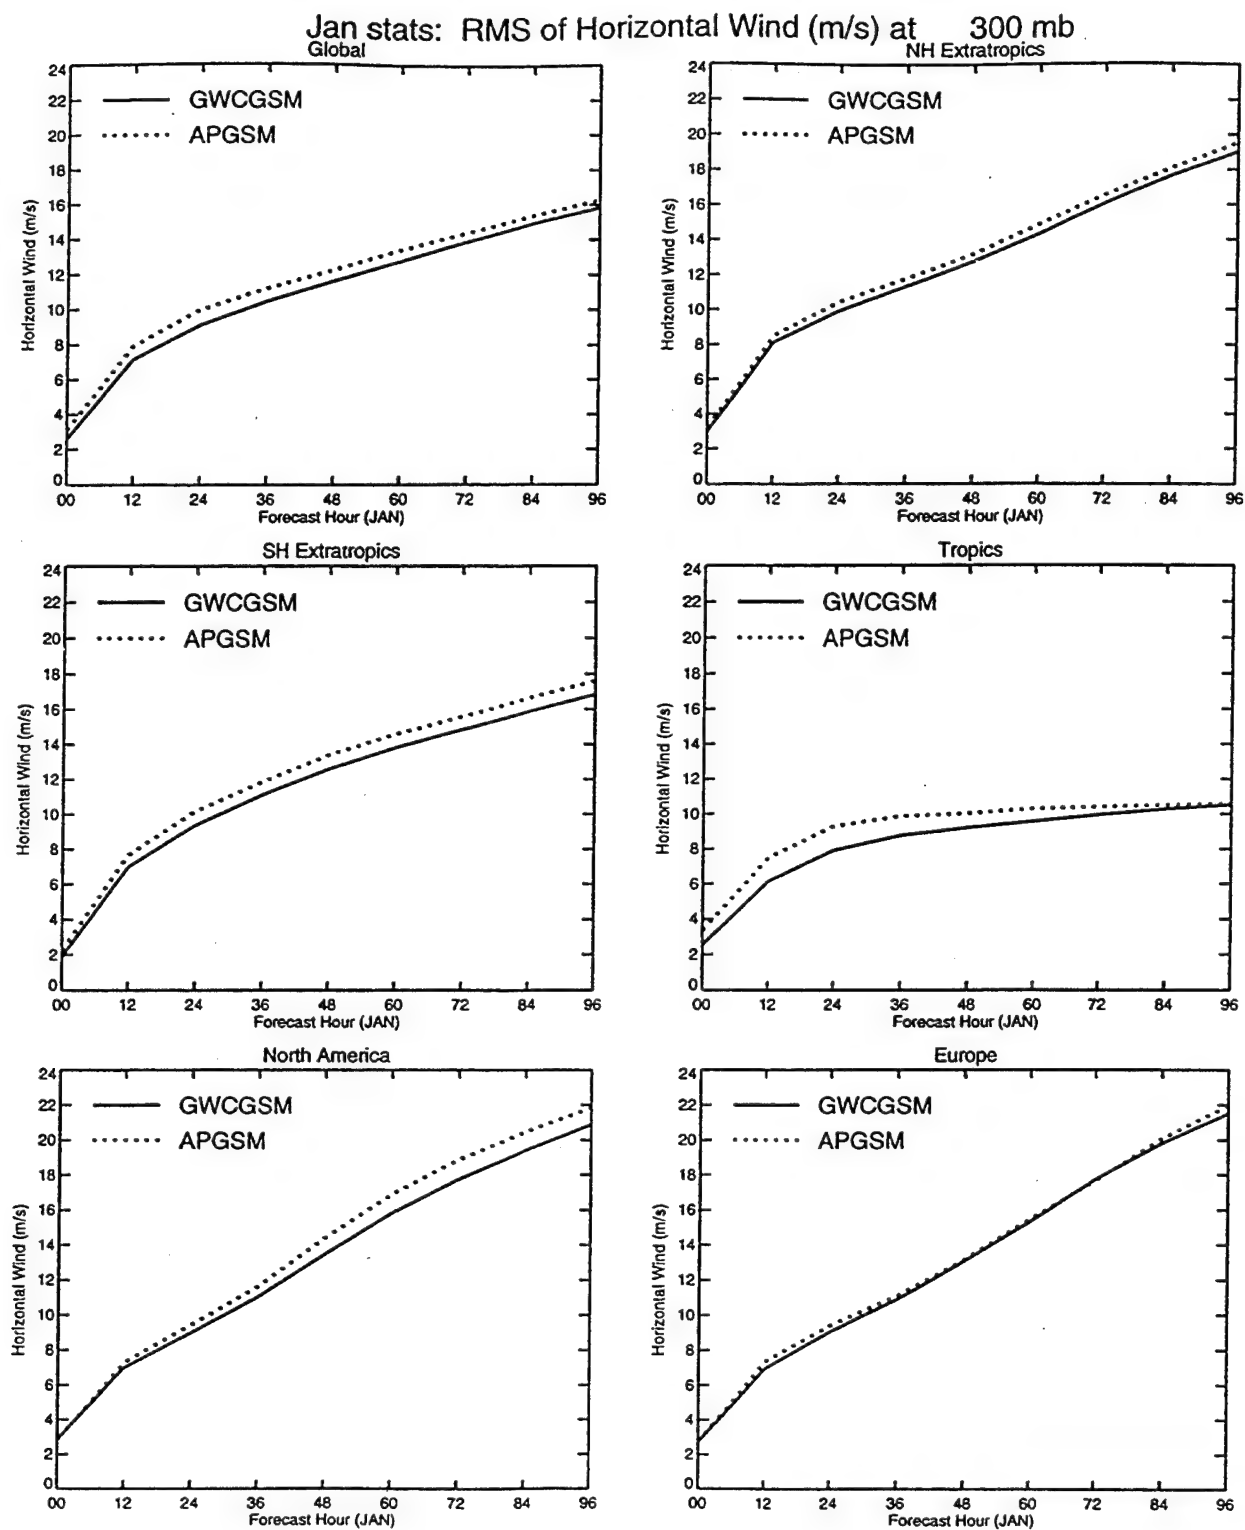 Jan stats: RMS of Horizontal Wind (m/s) at 300 mb
Global
24
22
20
18
16
14
12
10
8
6
4
2
0
Horizontal Wind (m/s)
GWCGSM
APGSM
00 12 24 36 48 60 72 84 96
Forecast Hour (JAN)
NH Extratropics
24
22
20
18
16
14
12
10
8
6
4
2
0
Horizontal Wind (m/s)
GWCGSM
APGSM
00 12 24 36 48 60 72 84 96
Forecast Hour (JAN)
SH Extratropics
24
22
20
18
16
14
12
10
8
6
4
2
0
Horizontal Wind (m/s)
GWCGSM
APGSM
00 12 24 36 48 60 72 84 96
Forecast Hour (JAN)
Tropics
24
22
20
18
16
14
12
10
8
6
4
2
0
Horizontal Wind (m/s)
GWCGSM
APGSM
00 12 24 36 48 60 72 84 96
Forecast Hour (JAN)
North America
24
22
20
18
16
14
12
10
8
6
4
2
0
Horizontal Wind (m/s)
GWCGSM
APGSM
00 12 24 36 48 60 72 84 96
Forecast Hour (JAN)
Europe
24
22
20
18
16
14
12
10
8
6
4
2
0
Horizontal Wind (m/s)
GWCGSM
APGSM
00 12 24 36 48 60 72 84 96
Forecast Hour (JAN)